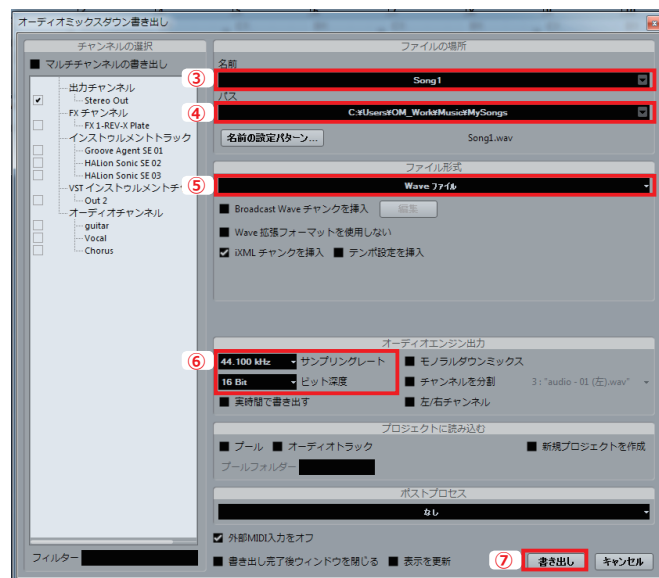 オーディオミックスダウン書き出し
チャンネルの選択
マルチチャンネルの書き出し
出力チャンネル
Stereo Out
FX チャンネル
FX 1-REV-X Plate
インストゥルメントトラック
Groove Agent SE 01
HALion Sonic SE 02
HALion Sonic SE 03
VST インストゥルメントチ
Out 2
オーディオチャンネル
guitar
Vocal
Chorus
フィルター
ファイルの場所
名前
③ Song1
パス
④ C:¥Users¥OM_Work¥Music¥MySongs
名前の設定パターン... Song1.wav
ファイル形式
⑤ Wave ファイル
Broadcast Wave チャンクを挿入 編集
Wave 拡張フォーマットを使用しない
iXML チャンクを挿入 テンポ設定を挿入
オーディオエンジン出力
⑥ 44.100 kHz サンプリングレート モノラルダウンミックス
16 Bit ビット深度 チャンネルを分割 3 : "audio - 01 (左).wav"
実時間で書き出す 左/右チャンネル
プロジェクトに読み込む
プール オーディオトラック 新規プロジェクトを作成
プールフォルダー
ポストプロセス
なし
外部MIDI入力をオフ
書き出し完了後ウィンドウを閉じる 表示を更新 ⑦ 書き出し キャンセル